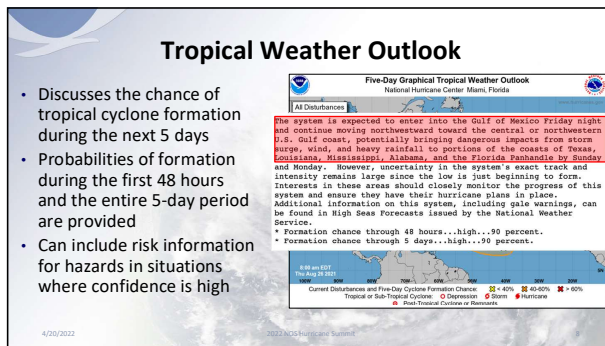 Tropical Weather Outlook
• Discusses the chance of
tropical cyclone formation
during the next 5 days
• Probabilities of formation
during the first 48 hours
and the entire 5-day period
are provided
• Can include risk information
for hazards in situations
where confidence is high
Five-Day Graphical Tropical Weather Outlook
National Hurricane Center Miami, Florida
All Disturbances
The system is expected to enter into the Gulf of Mexico Friday night
and continue moving northwestward toward the central or northwestern
U.S. Gulf coast, potentially bringing dangerous impacts from storm
surge, wind, and heavy rainfall to portions of the coasts of Texas,
Louisiana, Mississippi, Alabama, and the Florida Panhandle by Sunday
and Monday. However, uncertainty in the system's exact track and
intensity remains large since the low is just beginning to form.
Interests in these areas should closely monitor the progress of this
system and ensure they have their hurricane plans in place.
Additional information on this system, including gale warnings, can
be found in High Seas Forecasts issued by the National Weather
Service.
* Formation chance through 48 hours...high...90 percent.
* Formation chance through 5 days...high...90 percent.
8:00 am EDT
Thu Aug 26 2021
100W 90W 80W 70W 60W 50W 40W 30W 20W
Current Disturbances and Five-Day Cyclone Formation Chance: < 40% 40-60% > 60%
Tropical or Sub-Tropical Cyclone: Depression Storm Hurricane
Post-Tropical Cyclone or Remnants
4/20/2022
2022 NOS Hurricane Summit